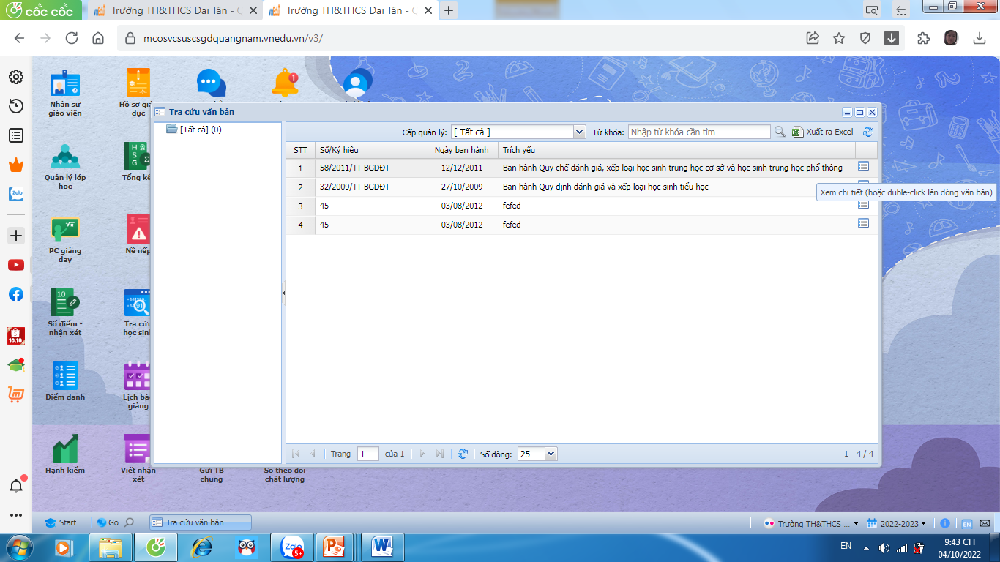 cốc cốc
Trường TH&THCS Đại Tân - C
Trường TH&THCS Đại Tân - C
mcosvcsuscsgdquangnam.vnedu.vn/v3/
Nhân sự
giáo viên
Hồ sơ gi
dục
1
Tra cứu văn bản
[Tất cả] (0)
Cấp quản lý:
[ Tất cả ]
Từ khóa:
Nhập từ khóa cần tìm
Xuất ra Excel
STT
Số/Ký hiệu
Ngày ban hành
Trích yếu
1
58/2011/TT-BGDĐT
12/12/2011
Ban hành Quy chế đánh giá, xếp loại học sinh trung học cơ sở và học sinh trung học phổ thông
2
32/2009/TT-BGDĐT
27/10/2009
Ban hành Quy định đánh giá và xếp loại học sinh tiểu học
Xem chi tiết (hoặc duble-click lên dòng văn bản)
3
45
03/08/2012
fefed
4
45
03/08/2012
fefed
Zalo
Quản lý lớp
học
H
S
G
Σ
Tổng kế
PC giảng
dạy
Nề nếp
10
Sổ điểm -
nhận xét
Tra cứu
học sinh
10.10
Điểm danh
Lịch bá
giảng
Hạnh kiểm
Viết nhận
xét
Gửi TB
chung
Sổ theo dõi
chất lượng
Trang
1
của 1
Số dòng:
25
1 - 4 / 4
Start
Go
Tra cứu văn bản
Trường TH&THCS ...
2022-2023
EN
Zalo
5+
EN
9:43 CH
04/10/2022